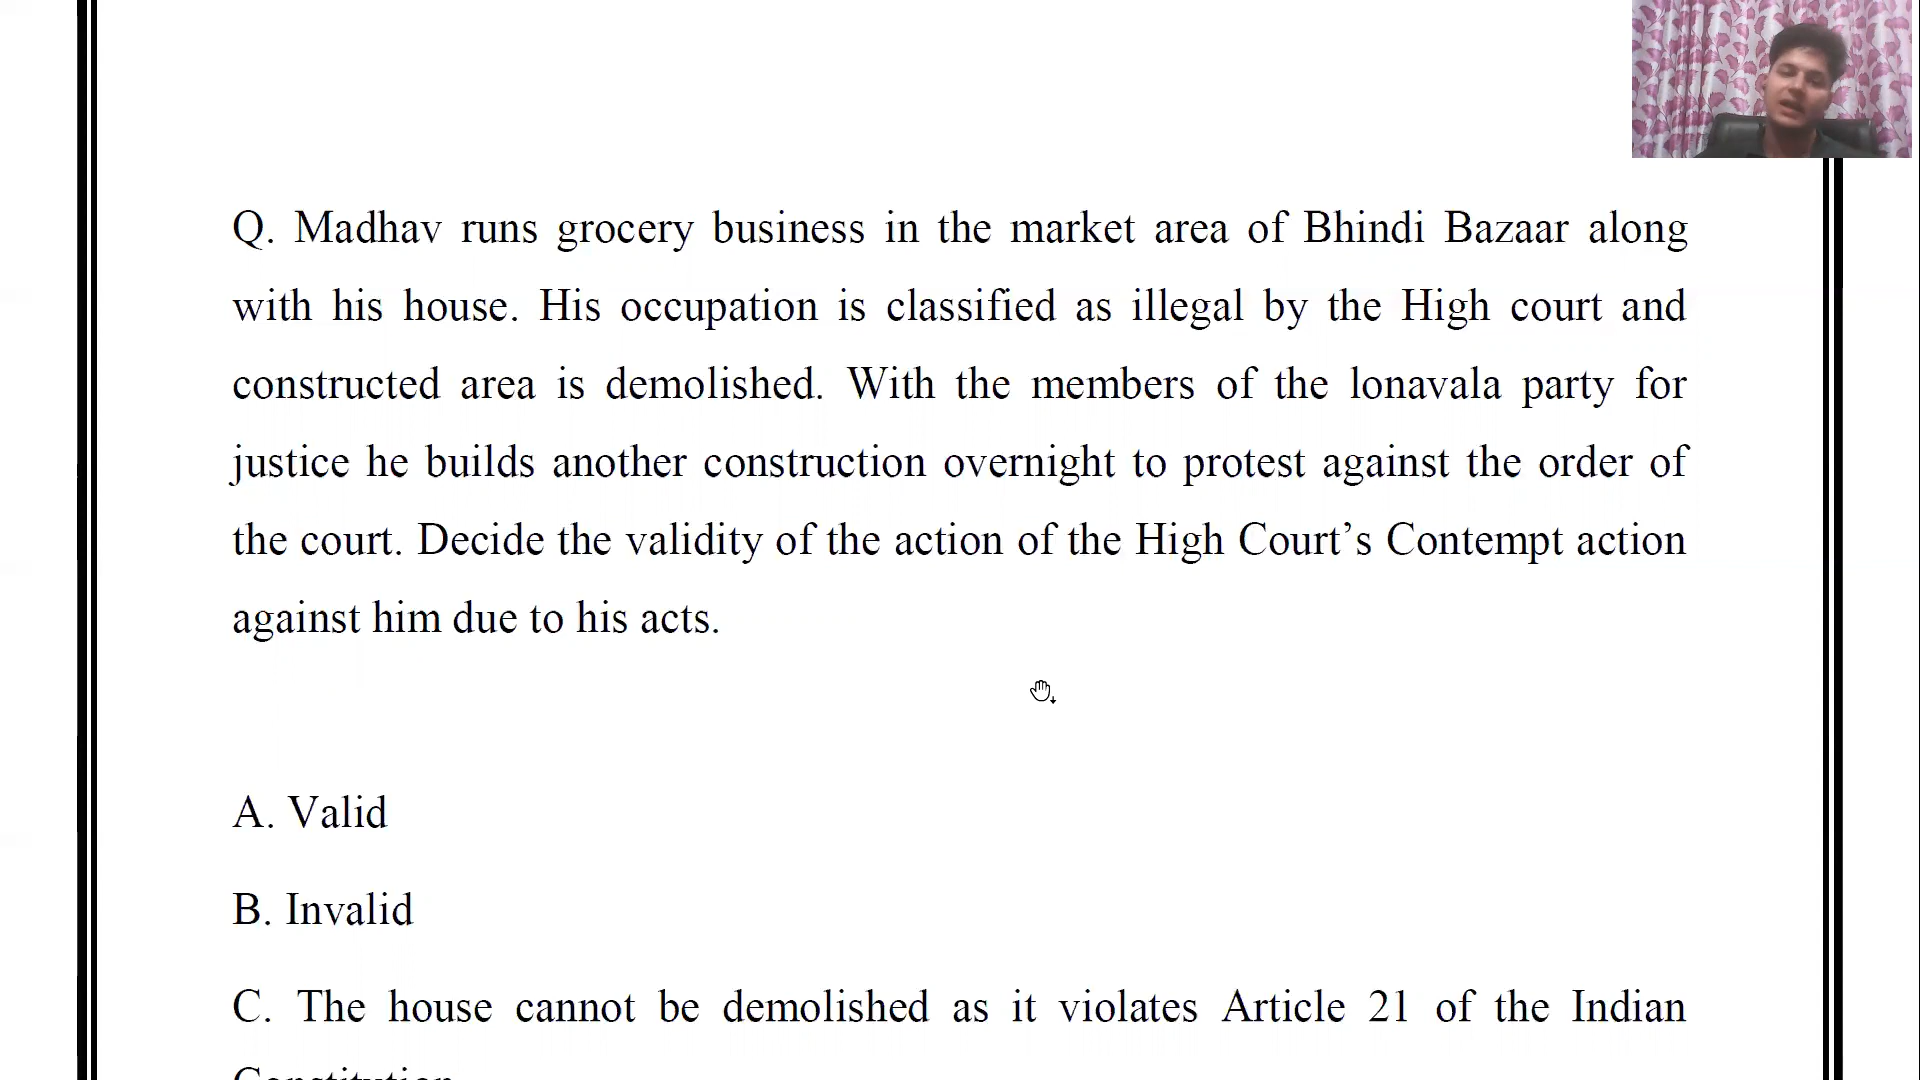 Q. Madhav runs grocery business in the market area of Bhindi Bazaar along
with his house. His occupation is classified as illegal by the High court and
constructed area is demolished. With the members of the lonavala party for
justice he builds another construction overnight to protest against the order of
the court. Decide the validity of the action of the High Court’s Contempt action
against him due to his acts.
A. Valid
B. Invalid
C. The house cannot be demolished as it violates Article 21 of the Indian
Constitution